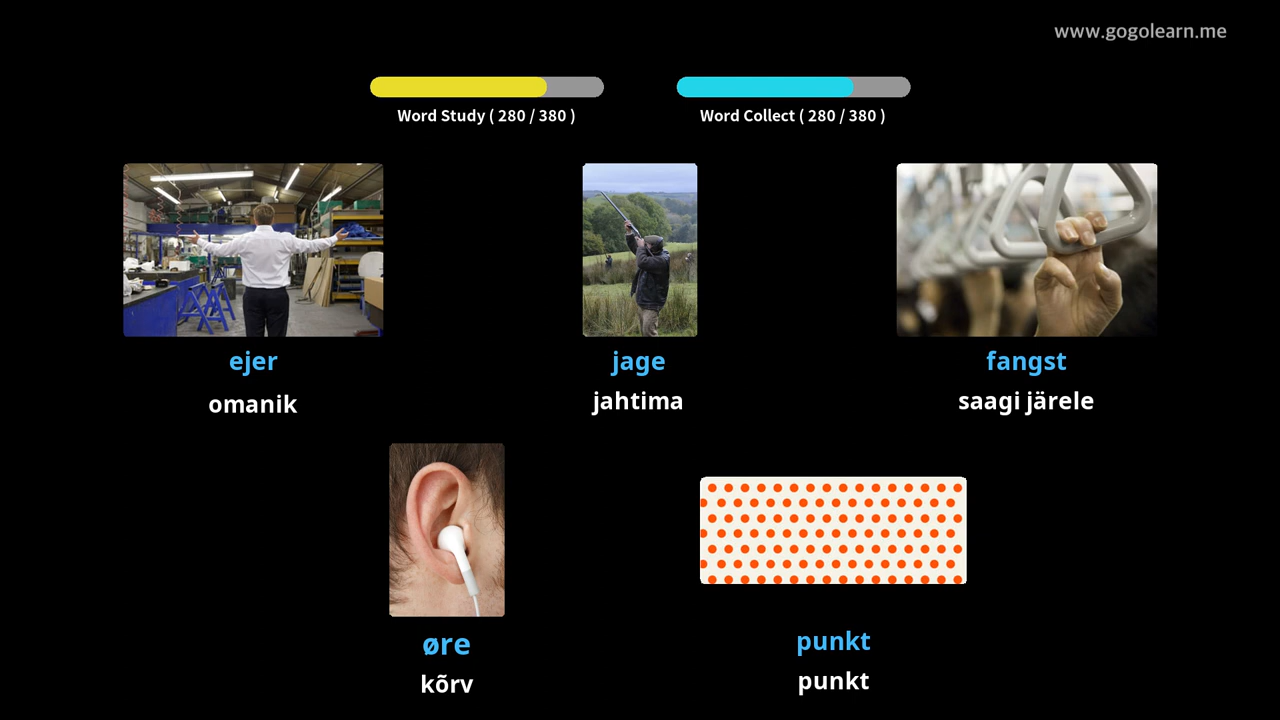 www.gogolearn.me
Word Study ( 280 / 380 )
Word Collect ( 280 / 380 )
ejer
jage
fangst
omanik
jahtima
saagi järele
øre
punkt
kõrv
punkt